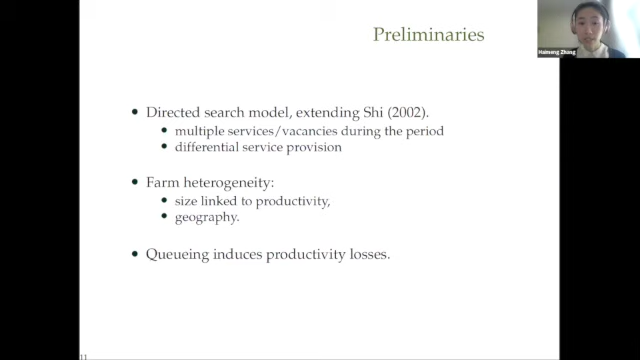 Preliminaries
Haimeng Zhang
Directed search model, extending Shi (2002).
multiple services/vacancies during the period
differential service provision
Farm heterogeneity:
size linked to productivity,
geography.
Queueing induces productivity losses.
11